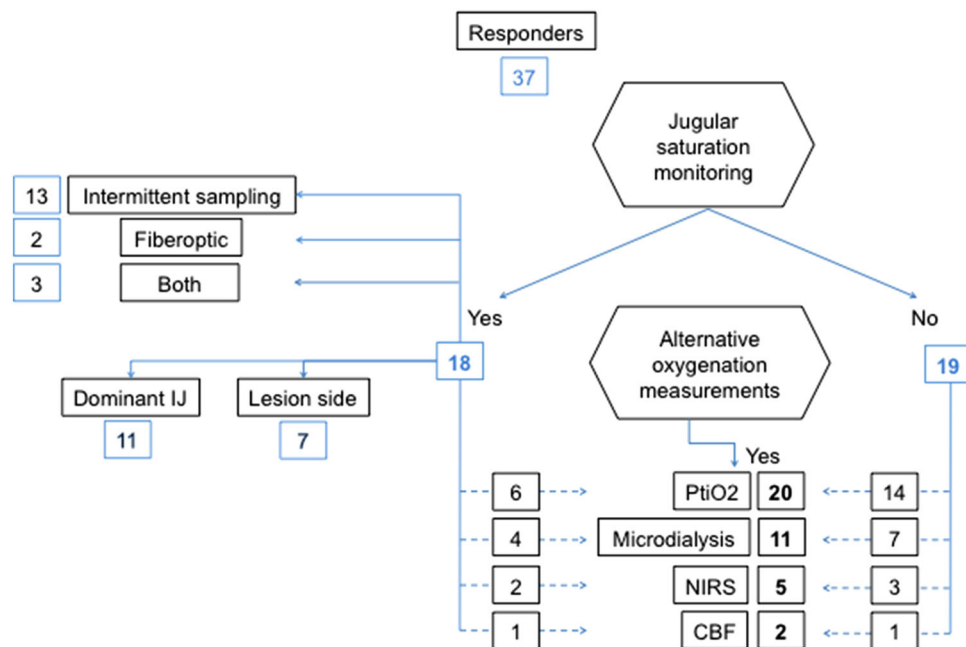 Responders
37
Jugular
saturation
monitoring
13 Intermittent sampling
2 Fiberoptic
3 Both
Yes
No
18
19
Alternative
oxygenation
measurements
Dominant IJ
Lesion side
11
7
Yes
6 PtiO2 20 14
4 Microdialysis 11 7
2 NIRS 5 3
1 CBF 2 1